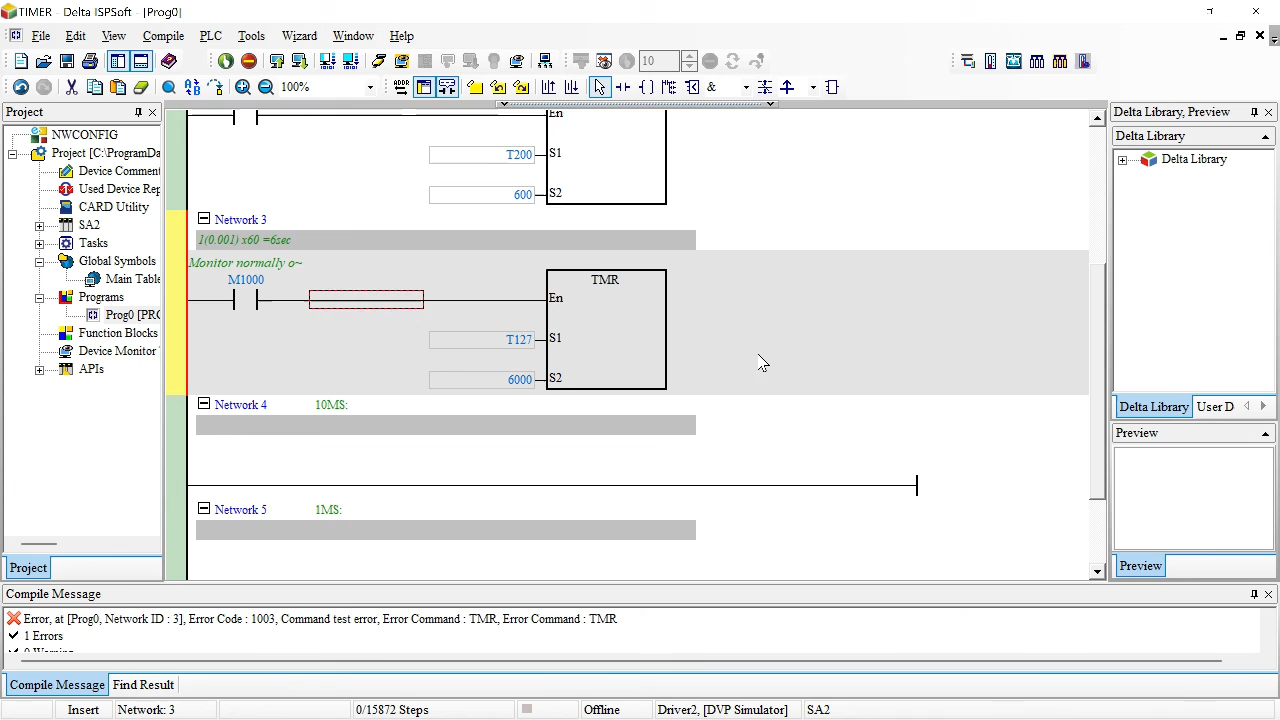 TIMER - Delta ISPSoft - [Prog0]
File Edit View Compile PLC Tools Wizard Window Help
10
100% &
Project
NWCONFIG
Project [C:\ProgramDa
Device Comment
Used Device Rep
CARD Utility
SA2
Tasks
Global Symbols
Main Table
Programs
Prog0 [PRC
Function Blocks
Device Monitor
APIs
Project
En
T200 S1
600 S2
Network 3
1(0.001) x60 =6sec
Monitor normally o~
M1000 TMR
En
T127 S1
6000 S2
Network 4 10MS:
Network 5 1MS:
Delta Library, Preview
Delta Library
Delta Library
Delta Library User D
Preview
Preview
Compile Message
Error, at [Prog0, Network ID : 3], Error Code : 1003, Command test error, Error Command : TMR, Error Command : TMR
1 Errors
0 Warning
Compile Message Find Result
Insert Network: 3 0/15872 Steps Offline Driver2, [DVP Simulator] SA2